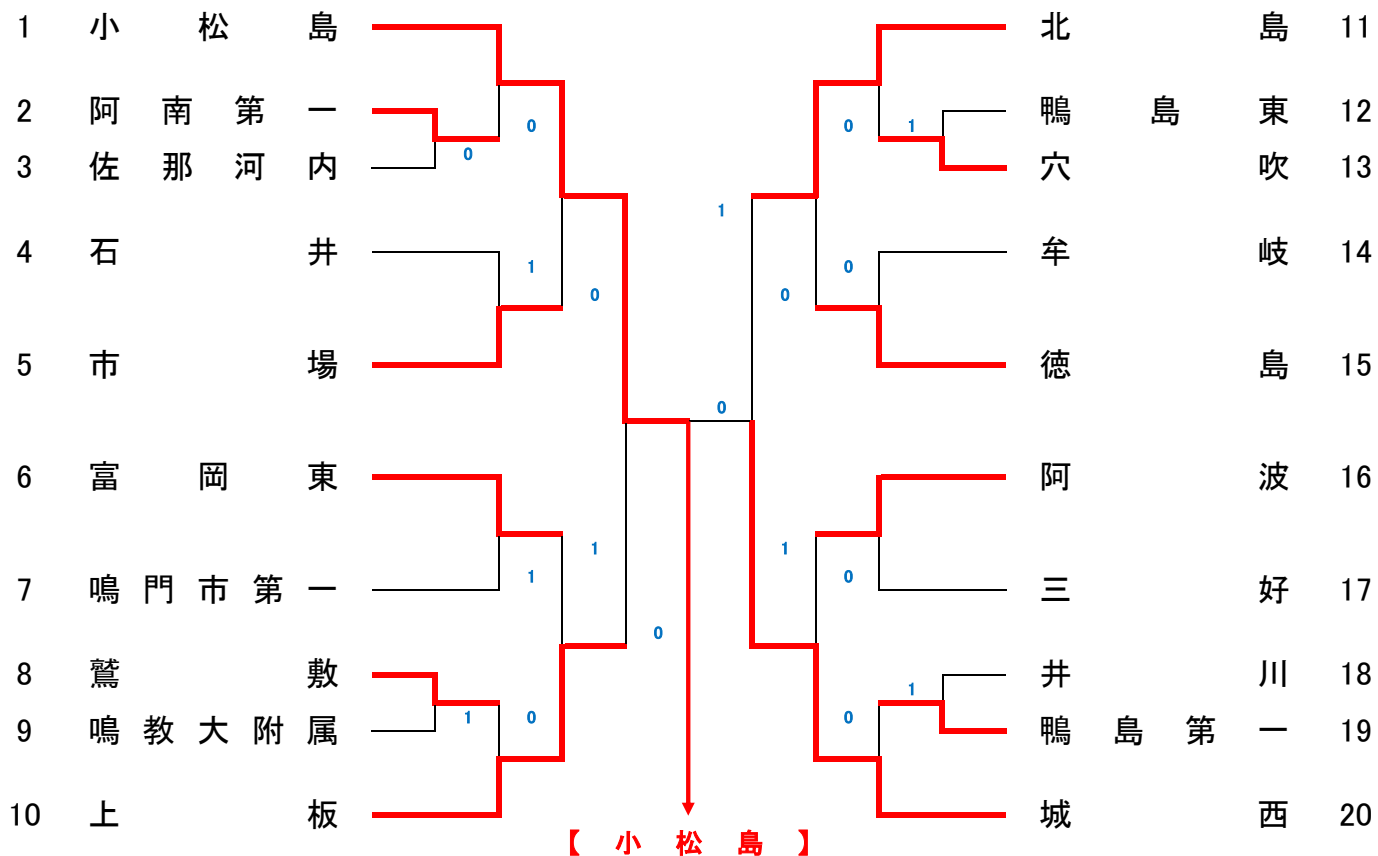 1 小松島
2 阿南第一
3 佐那河内
4 石井
5 市場
6 富岡東
7 鳴門市第一
8 鷲敷
9 鳴教大附属
10 上板
0
0
1
0
1
1
0
1
0
1
0
北島 11
鴨島東 12
穴吹 13
牟岐 14
徳島 15
阿波 16
三好 17
井川 18
鴨島第一 19
城西 20
0
1
0
0
1
0
1
0
【小松島】